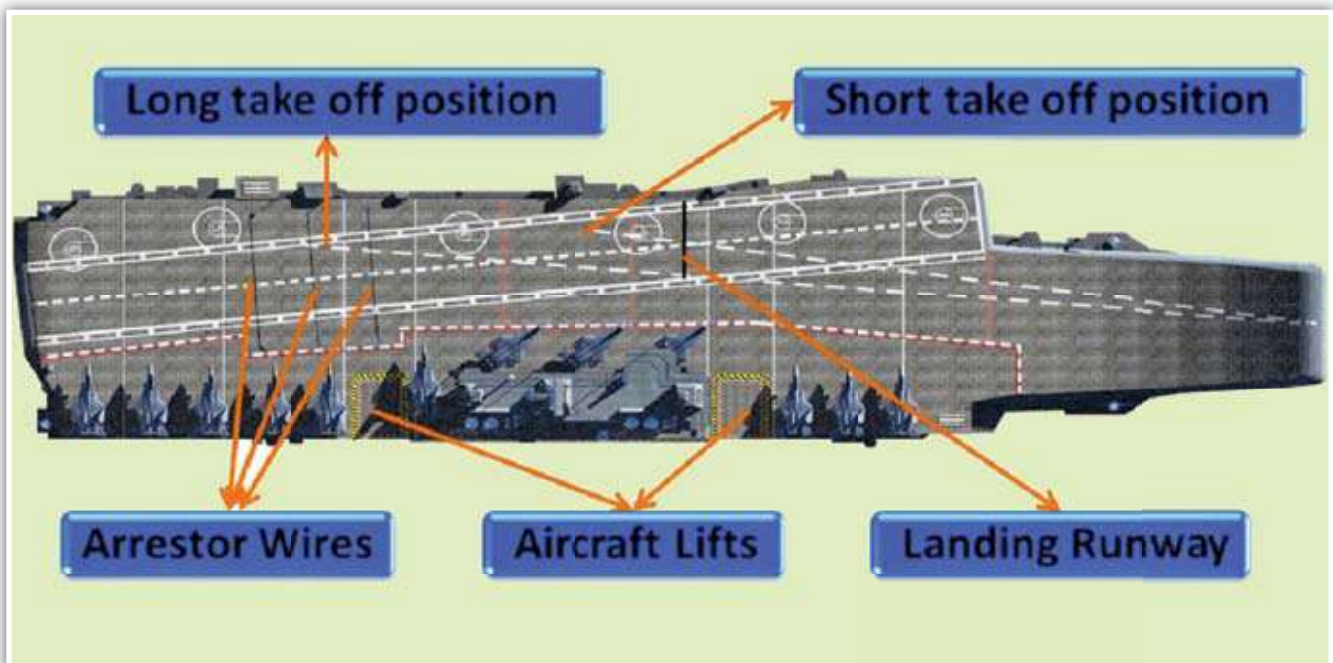 Long take off position
Short take off position
Arrestor Wires
Aircraft Lifts
Landing Runway